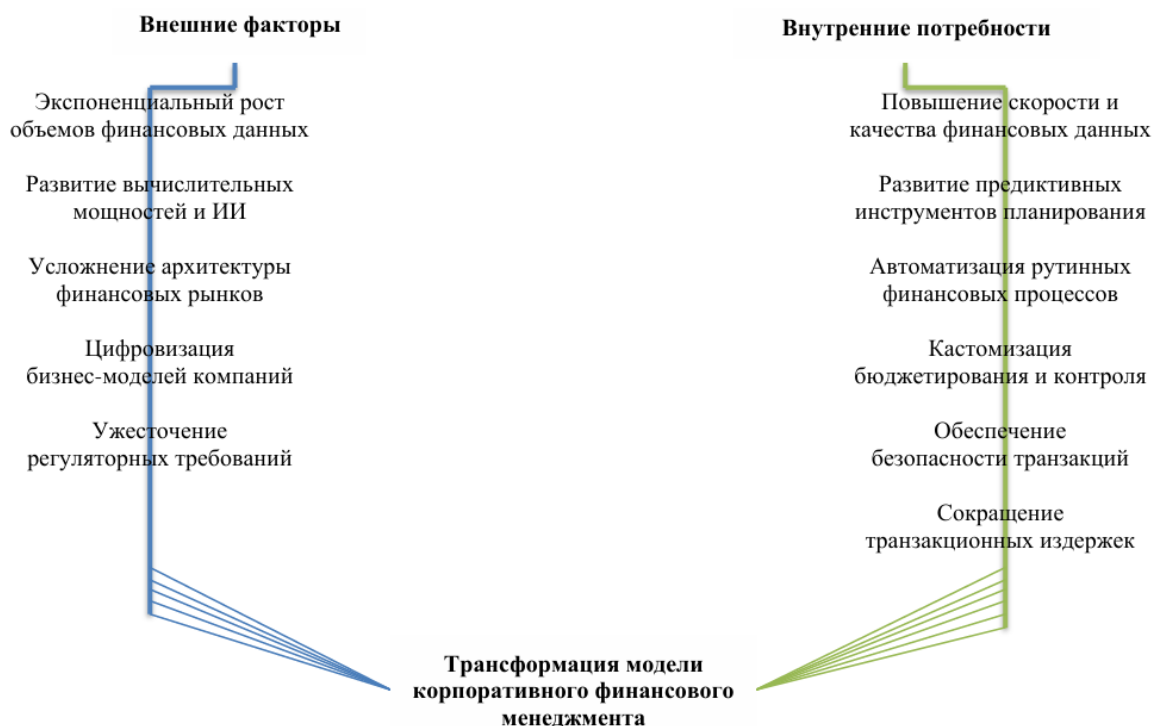 Внешние факторы
Экспоненциальный рост
объемов финансовых данных
Развитие вычислительных
мощностей и ИИ
Усложнение архитектуры
финансовых рынков
Цифровизация
бизнес-моделей компаний
Ужесточение
регуляторных требований
Внутренние потребности
Повышение скорости и
качества финансовых данных
Развитие предиктивных
инструментов планирования
Автоматизация рутинных
финансовых процессов
Кастомизация
бюджетирования и контроля
Обеспечение
безопасности транзакций
Сокращение
транзакционных издержек
Трансформация модели
корпоративного финансового
менеджмента